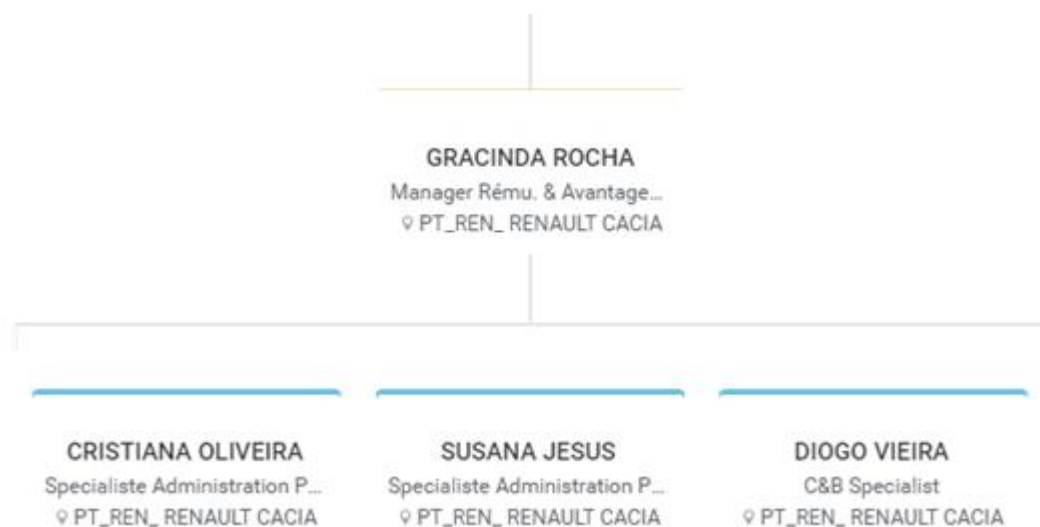 GRACINDA ROCHA
Manager Rému. & Avantage...
PT_REN_ RENAULT CACIA
CRISTIANA OLIVEIRA
Specialiste Administration P...
PT_REN_ RENAULT CACIA
SUSANA JESUS
Specialiste Administration P...
PT_REN_ RENAULT CACIA
DIOGO VIEIRA
C&B Specialist
PT_REN_ RENAULT CACIA